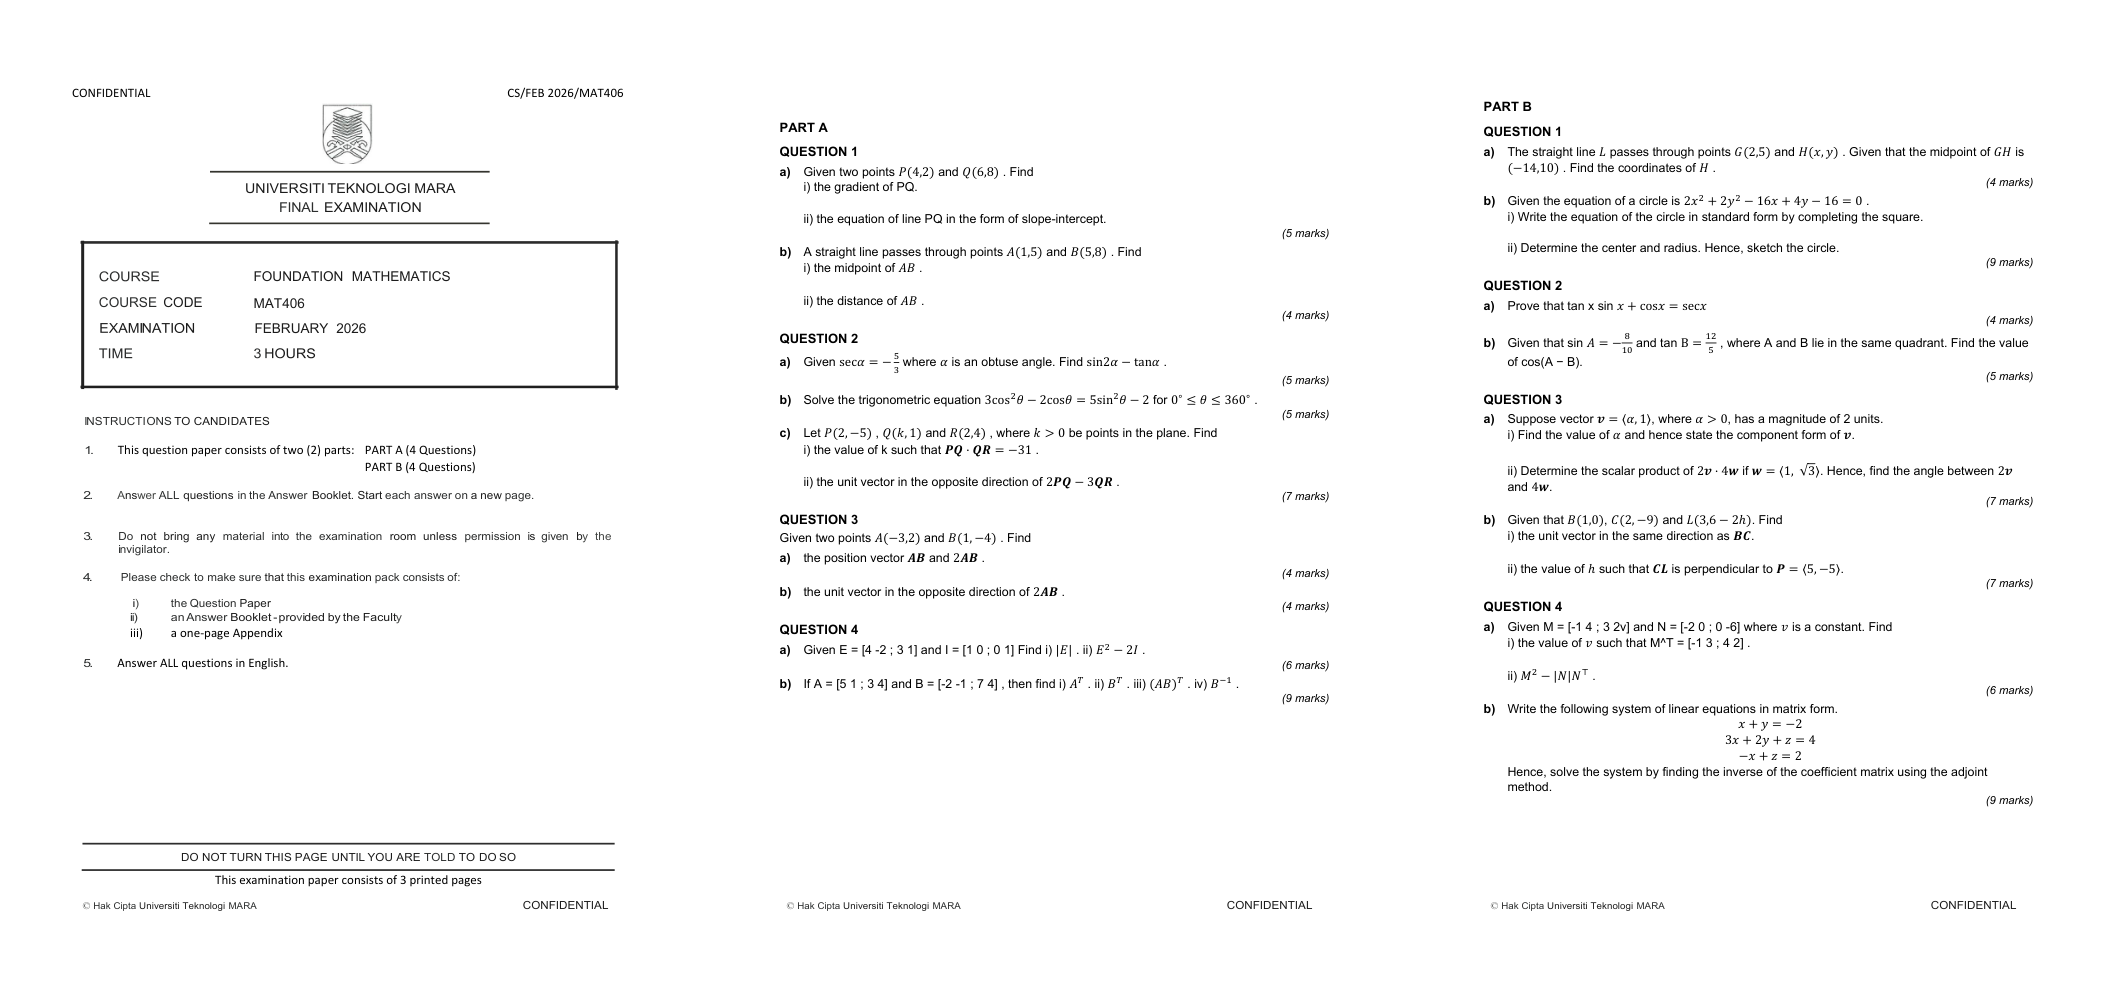 CONFIDENTIAL CS/FEB 2026/MAT406
UNIVERSITI TEKNOLOGI MARA
FINAL EXAMINATION
COURSE FOUNDATION MATHEMATICS
COURSE CODE MAT406
EXAMINATION FEBRUARY 2026
TIME 3 HOURS
INSTRUCTIONS TO CANDIDATES
1. This question paper consists of two (2) parts: PART A (4 Questions)
PART B (4 Questions)
2. Answer ALL questions in the Answer Booklet. Start each answer on a new page.
3. Do not bring any material into the examination room unless permission is given by the
invigilator.
4. Please check to make sure that this examination pack consists of:
i) the Question Paper
ii) an Answer Booklet - provided by the Faculty
iii) a one-page Appendix
5. Answer ALL questions in English.
DO NOT TURN THIS PAGE UNTIL YOU ARE TOLD TO DO SO
This examination paper consists of 3 printed pages
© Hak Cipta Universiti Teknologi MARA CONFIDENTIAL
PART A
QUESTION 1
a) Given two points P(4,2) and Q(6,8) . Find
i) the gradient of PQ.
ii) the equation of line PQ in the form of slope-intercept.
(5 marks)
b) A straight line passes through points A(1,5) and B(5,8) . Find
i) the midpoint of AB .
ii) the distance of AB .
(4 marks)
QUESTION 2
a) Given secα = −5/3 where α is an obtuse angle. Find sin2α − tanα .
(5 marks)
b) Solve the trigonometric equation 3cos²θ − 2cosθ = 5sin²θ − 2 for 0° ≤ θ ≤ 360° .
(5 marks)
c) Let P(2,−5) , Q(k, 1) and R(2,4) , where k > 0 be points in the plane. Find
i) the value of k such that PQ · QR = −31 .
ii) the unit vector in the opposite direction of 2PQ − 3QR .
(7 marks)
QUESTION 3
Given two points A(−3,2) and B(1,−4) . Find
a) the position vector AB and 2AB .
(4 marks)
b) the unit vector in the opposite direction of 2AB .
(4 marks)
QUESTION 4
a) Given E = [4 -2 ; 3 1] and I = [1 0 ; 0 1] Find i) |E| . ii) E² − 2I .
(6 marks)
b) If A = [5 1 ; 3 4] and B = [-2 -1 ; 7 4] , then find i) Aᵀ . ii) Bᵀ . iii) (AB)ᵀ . iv) B⁻¹ .
(9 marks)
© Hak Cipta Universiti Teknologi MARA CONFIDENTIAL
PART B
QUESTION 1
a) The straight line L passes through points G(2,5) and H(x, y) . Given that the midpoint of GH is
(−14,10) . Find the coordinates of H .
(4 marks)
b) Given the equation of a circle is 2x² + 2y² − 16x + 4y − 16 = 0 .
i) Write the equation of the circle in standard form by completing the square.
ii) Determine the center and radius. Hence, sketch the circle.
(9 marks)
QUESTION 2
a) Prove that tan x sin x + cosx = secx
(4 marks)
b) Given that sin A = −8/10 and tan B = 12/5 , where A and B lie in the same quadrant. Find the value
of cos(A − B).
(5 marks)
QUESTION 3
a) Suppose vector v = ⟨α, 1⟩, where α > 0, has a magnitude of 2 units.
i) Find the value of α and hence state the component form of v.
ii) Determine the scalar product of 2v · 4w if w = ⟨1, √3⟩. Hence, find the angle between 2v
and 4w.
(7 marks)
b) Given that B(1,0), C(2,−9) and L(3,6 − 2h). Find
i) the unit vector in the same direction as BC.
ii) the value of h such that CL is perpendicular to P = ⟨5,−5⟩.
(7 marks)
QUESTION 4
a) Given M = [-1 4 ; 3 2v] and N = [-2 0 ; 0 -6] where v is a constant. Find
i) the value of v such that M^T = [-1 3 ; 4 2] .
ii) M² − |N|Nᵀ .
(6 marks)
b) Write the following system of linear equations in matrix form.
x + y = −2
3x + 2y + z = 4
−x + z = 2
Hence, solve the system by finding the inverse of the coefficient matrix using the adjoint
method.
(9 marks)
© Hak Cipta Universiti Teknologi MARA CONFIDENTIAL